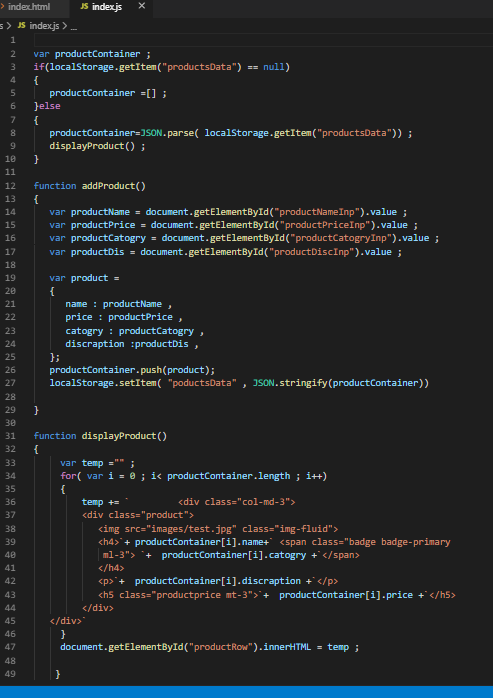 index.html
JS index.js ×
s > JS index.js > ...
1
2 var productContainer ;
3 if(localStorage.getItem("productsData") == null)
4 {
5 productContainer =[] ;
6 }else
7 {
8 productContainer=JSON.parse( localStorage.getItem("productsData")) ;
9 displayProduct() ;
10 }
11
12 function addProduct()
13 {
14 var productName = document.getElementById("productNameInp").value ;
15 var productPrice = document.getElementById("productPriceInp").value ;
16 var productCatogry = document.getElementById("productCatogryInp").value ;
17 var productDis = document.getElementById("productDiscInp").value ;
18
19 var product =
20 {
21 name : productName ,
22 price : productPrice ,
23 catogry : productCatogry ,
24 discraption :productDis ,
25 };
26 productContainer.push(product);
27 localStorage.setItem( "poductsData" , JSON.stringify(productContainer))
28
29 }
30
31 function displayProduct()
32 {
33 var temp ="" ;
34 for( var i = 0 ; i< productContainer.length ; i++)
35 {
36 temp += ` <div class="col-md-3">
37 <div class="product">
38 <img src="images/test.jpg" class="img-fluid">
39 <h4>`+ productContainer[i].name+` <span class="badge badge-primary
40 ml-3"> `+ productContainer[i].catogry +`</span>
41 </h4>
42 <p>`+ productContainer[i].discraption +`</p>
43 <h5 class="productprice mt-3">`+ productContainer[i].price +`</h5>
44 </div>
45 </div>`
46 }
47 document.getElementById("productRow").innerHTML = temp ;
48
49 }